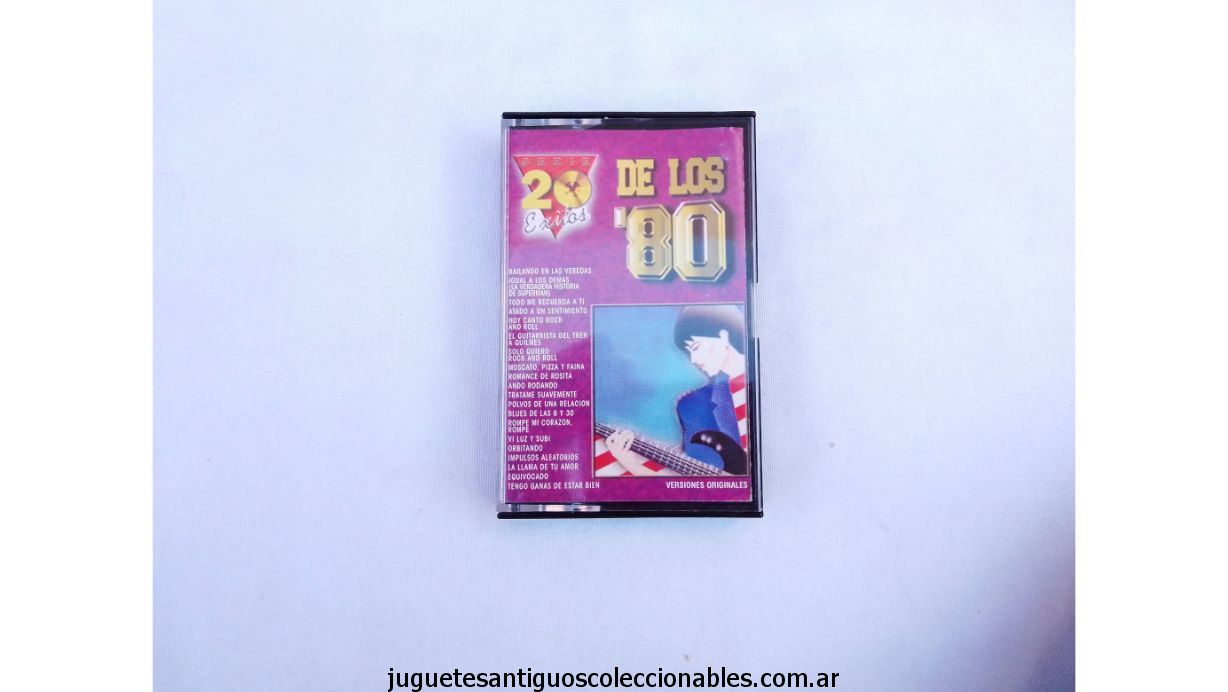 SERIE
20
Exitos
DE LOS
'80
BAILANDO EN LAS VEREDAS
IGUAL A LOS DEMAS
(LA VERDADERA HISTORIA
DE SUPERMAN)
TODO ME RECUERDA A TI
ATADO A UN SENTIMIENTO
HOY CANTO ROCK
AND ROLL
EL GUITARRISTA DEL TREN
A QUILMES
SOLO QUIERO
ROCK AND ROLL
MOSCATO, PIZZA Y FAINA
ROMANCE DE ROSITA
ANDO RODANDO
TRATAME SUAVEMENTE
POLVOS DE UNA RELACION
BLUES DE LAS 6 Y 30
ROMPE MI CORAZON,
ROMPE
VI LUZ Y SUBI
ORBITANDO
IMPULSOS ALEATORIOS
LA LLAMA DE TU AMOR
EQUIVOCADO
TENGO GANAS DE ESTAR BIEN
VERSIONES ORIGINALES
juguetesantiguoscoleccionables.com.ar